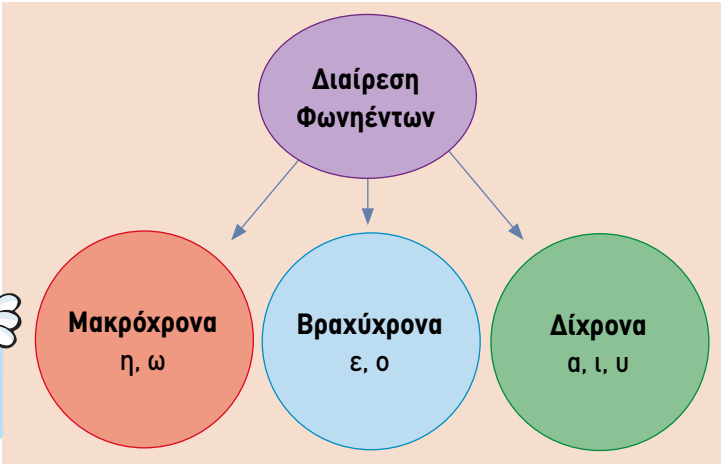 Διαίρεση
Φωνηέντων
Μακρόχρονα
η, ω
Βραχύχρονα
ε, ο
Δίχρονα
α, ι, υ